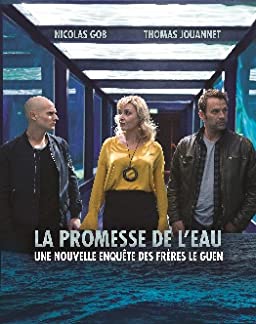 NICOLAS GOB THOMAS JOUANNET
LA PROMESSE DE L'EAU
UNE NOUVELLE ENQUÊTE DES FRÈRES LE GUEN